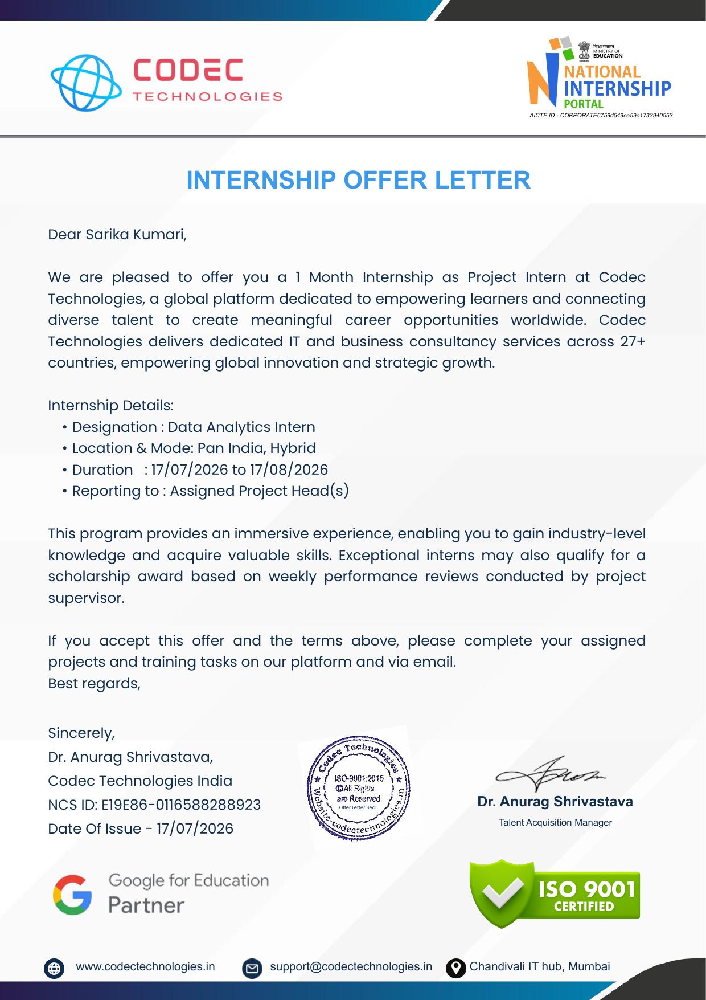 CODEC
TECHNOLOGIES
शिक्षा मंत्रालय
MINISTRY OF
EDUCATION
NATIONAL
INTERNSHIP
PORTAL
AICTE ID - CORPORATE6759d549ce59e1733940553
INTERNSHIP OFFER LETTER
Dear Sarika Kumari,
We are pleased to offer you a 1 Month Internship as Project Intern at Codec
Technologies, a global platform dedicated to empowering learners and connecting
diverse talent to create meaningful career opportunities worldwide. Codec
Technologies delivers dedicated IT and business consultancy services across 27+
countries, empowering global innovation and strategic growth.
Internship Details:
• Designation : Data Analytics Intern
• Location & Mode: Pan India, Hybrid
• Duration : 17/07/2026 to 17/08/2026
• Reporting to : Assigned Project Head(s)
This program provides an immersive experience, enabling you to gain industry-level
knowledge and acquire valuable skills. Exceptional interns may also qualify for a
scholarship award based on weekly performance reviews conducted by project
supervisor.
If you accept this offer and the terms above, please complete your assigned
projects and training tasks on our platform and via email.
Best regards,
Sincerely,
Dr. Anurag Shrivastava,
Codec Technologies India
NCS ID: E19E86-0116588288923
Date Of Issue - 17/07/2026
★ Codec Technologies ★
ISO-9001:2015
©All Rights
are Reserved
Offer Letter Seal
Website-codectechnologies.in
Dr. Anurag Shrivastava
Talent Acquisition Manager
Google for Education
Partner
ISO 9001
CERTIFIED
www.codectechnologies.in
support@codectechnologies.in
Chandivali IT hub, Mumbai